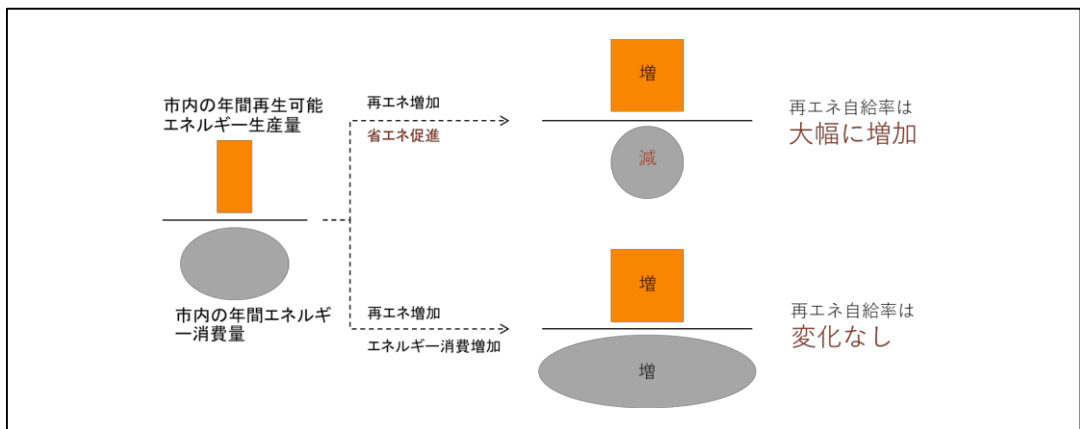 市内の年間再生可能
エネルギー生産量
市内の年間エネルギ
ー消費量
再エネ増加
省エネ促進
増
減
再エネ自給率は
大幅に増加
再エネ増加
エネルギー消費増加
増
増
再エネ自給率は
変化なし